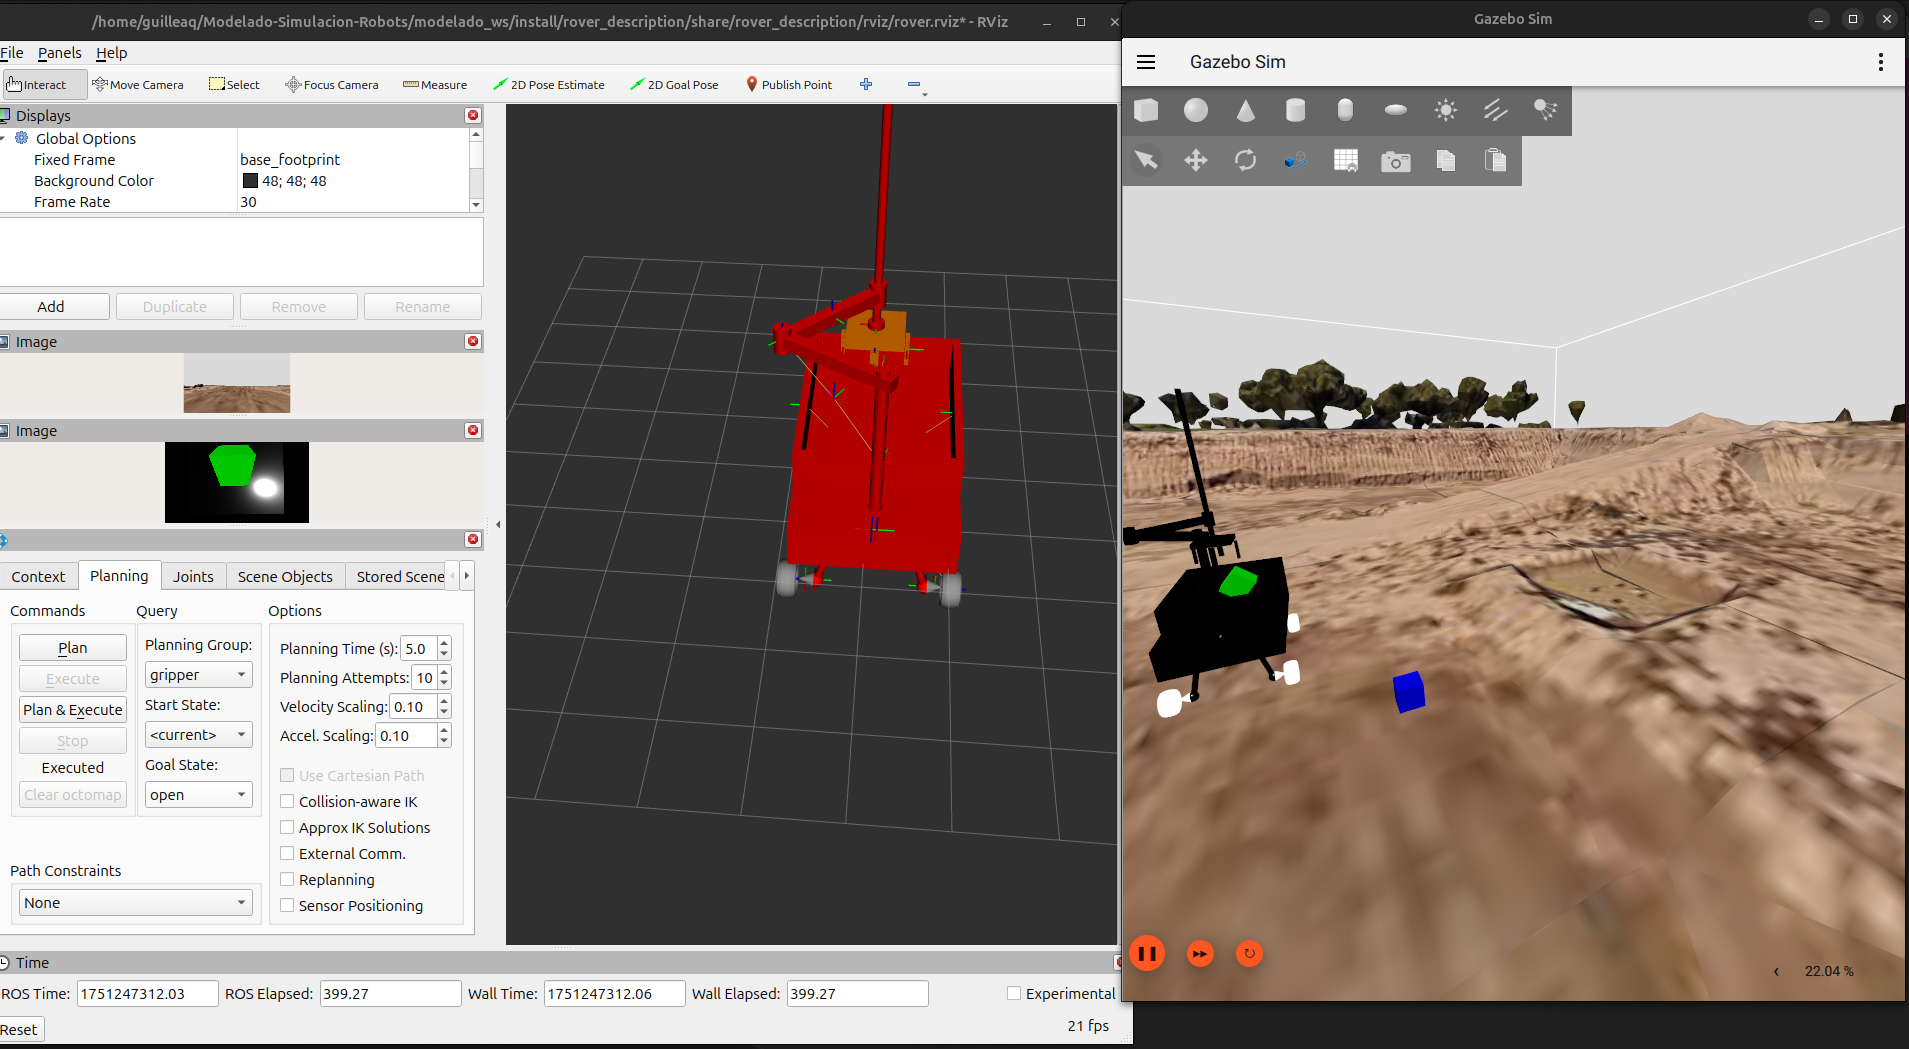 /home/guilleaq/Modelado-Simulacion-Robots/modelado_ws/install/rover_description/share/rover_description/rviz/rover.rviz* - RViz
File Panels Help
Interact Move Camera Select Focus Camera Measure 2D Pose Estimate 2D Goal Pose Publish Point
Displays
Global Options
Fixed Frame base_footprint
Background Color 48; 48; 48
Frame Rate 30
Add Duplicate Remove Rename
Image
Image
Context Planning Joints Scene Objects Stored Scene
Commands Query Options
Plan
Execute
Plan & Execute
Stop
Executed
Clear octomap
Planning Group:
gripper
Start State:
<current>
Goal State:
open
Planning Time (s): 5.0
Planning Attempts: 10
Velocity Scaling: 0.10
Accel. Scaling: 0.10
Use Cartesian Path
Collision-aware IK
Approx IK Solutions
External Comm.
Replanning
Sensor Positioning
Path Constraints
None
Time
ROS Time: 1751247312.03 ROS Elapsed: 399.27 Wall Time: 1751247312.06 Wall Elapsed: 399.27 Experimental
Reset
21 fps
Gazebo Sim
Gazebo Sim
22.04 %